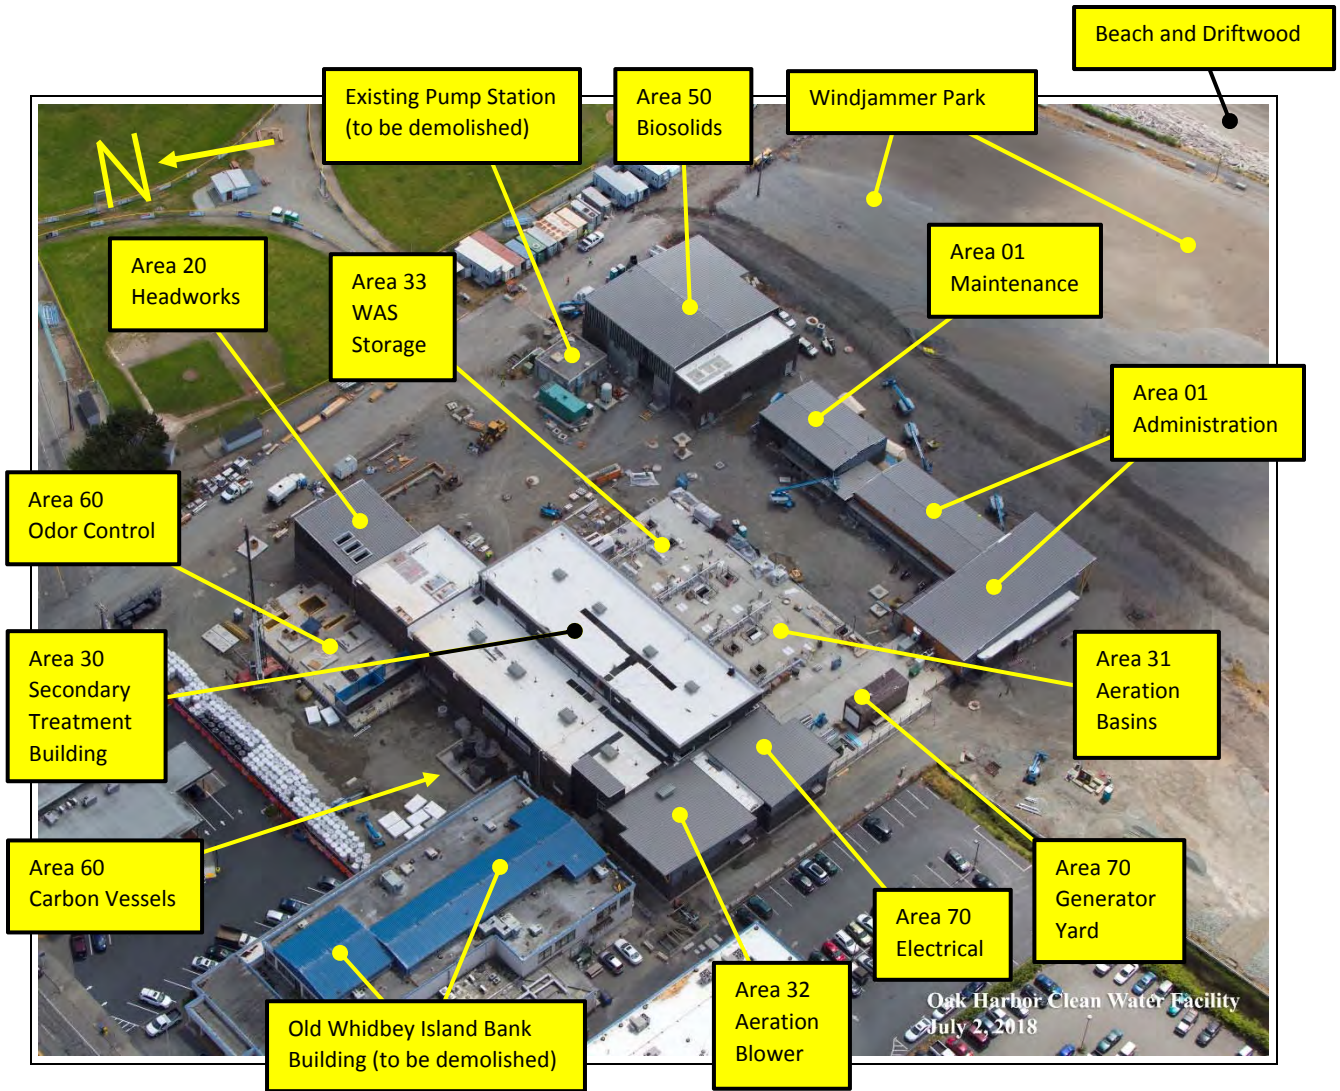 Beach and Driftwood
Existing Pump Station
(to be demolished)
Area 50
Biosolids
Windjammer Park
N
Area 20
Headworks
Area 33
WAS
Storage
Area 01
Maintenance
Area 01
Administration
Area 60
Odor Control
Area 30
Secondary
Treatment
Building
Area 31
Aeration
Basins
Area 60
Carbon Vessels
Area 70
Generator
Yard
Area 70
Electrical
Area 32
Aeration
Blower
Old Whidbey Island Bank
Building (to be demolished)
Oak Harbor Clean Water Facility
July 2, 2018